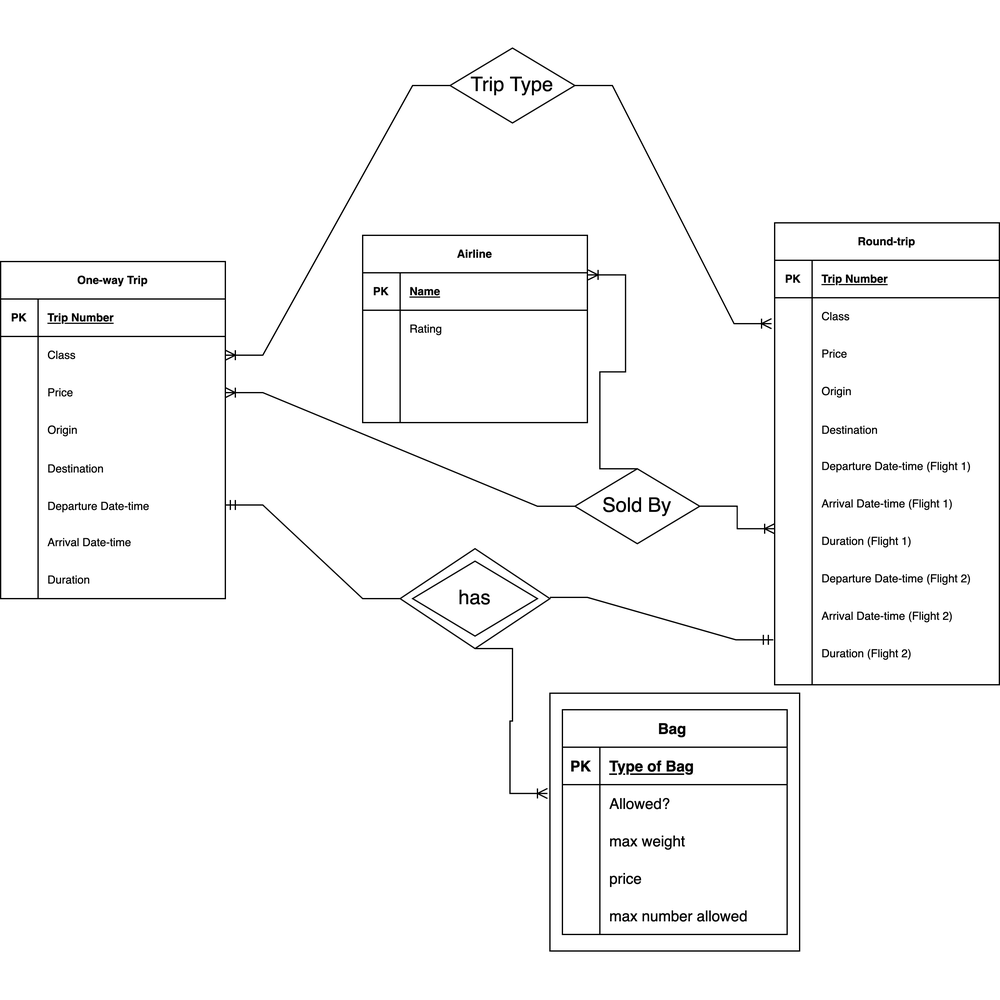 Trip Type
One-way Trip
PK Trip Number
Class
Price
Origin
Destination
Departure Date-time
Arrival Date-time
Duration
Airline
PK Name
Rating
Round-trip
PK Trip Number
Class
Price
Origin
Destination
Departure Date-time (Flight 1)
Arrival Date-time (Flight 1)
Duration (Flight 1)
Departure Date-time (Flight 2)
Arrival Date-time (Flight 2)
Duration (Flight 2)
Sold By
has
Bag
PK Type of Bag
Allowed?
max weight
price
max number allowed